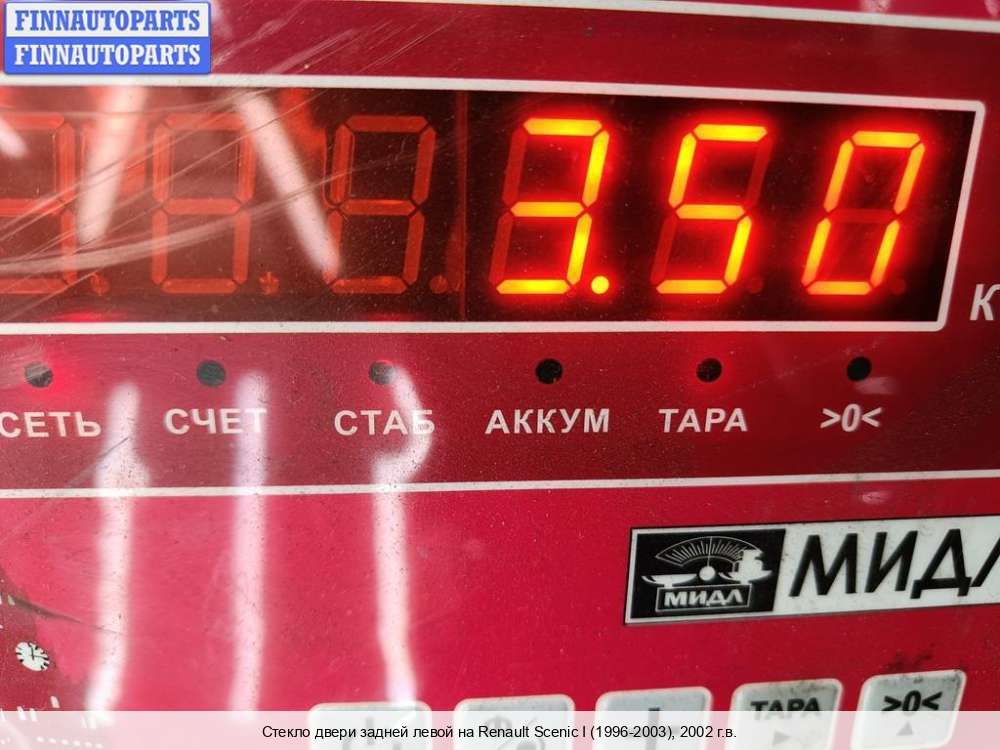 FINNAUTOPARTS
FINNAUTOPARTS
3.50
К
СЕТЬ СЧЕТ СТАБ АККУМ ТАРА >0<
МИДЛ МИДЛ
ТАРА >0<
Стекло двери задней левой на Renault Scenic I (1996-2003), 2002 г.в.